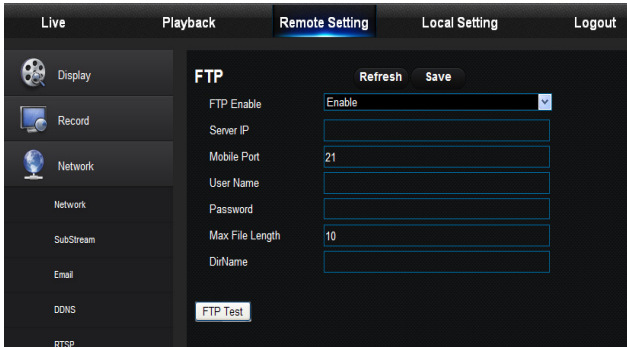 Live Playback Remote Setting Local Setting Logout
Display
Record
Network
Network
SubStream
Email
DDNS
RTSP
FTP Refresh Save
FTP Enable Enable
Server IP
Mobile Port 21
User Name
Password
Max File Length 10
DirName
FTP Test